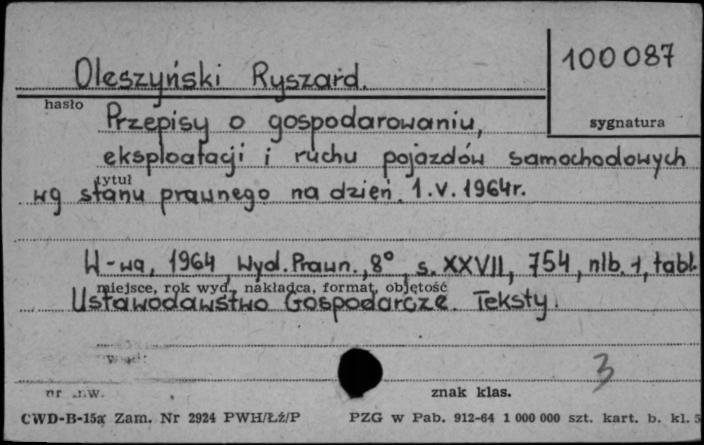 100087
Oleszyński Ryszard.
hasło
sygnatura
Przepisy o gospodarowaniu,
eksploatacji i ruchu pojazdów samochodowych
tytuł
wg stanu prawnego na dzień 1.V.1964r.
W-wa, 1964, Wyd. Prawn., 8°, s. XXVII, 754, nlb. 1, tabl.
miejsce, rok wyd., nakładca, format, objętość
Ustawodawstwo Gospodarcze. Teksty.
3
nr inw.
znak klas.
CWD-B-15a Zam. Nr 2924 PWH/Łź/P PZG w Pab. 912-64 1 000 000 szt. kart. b. kl. 5